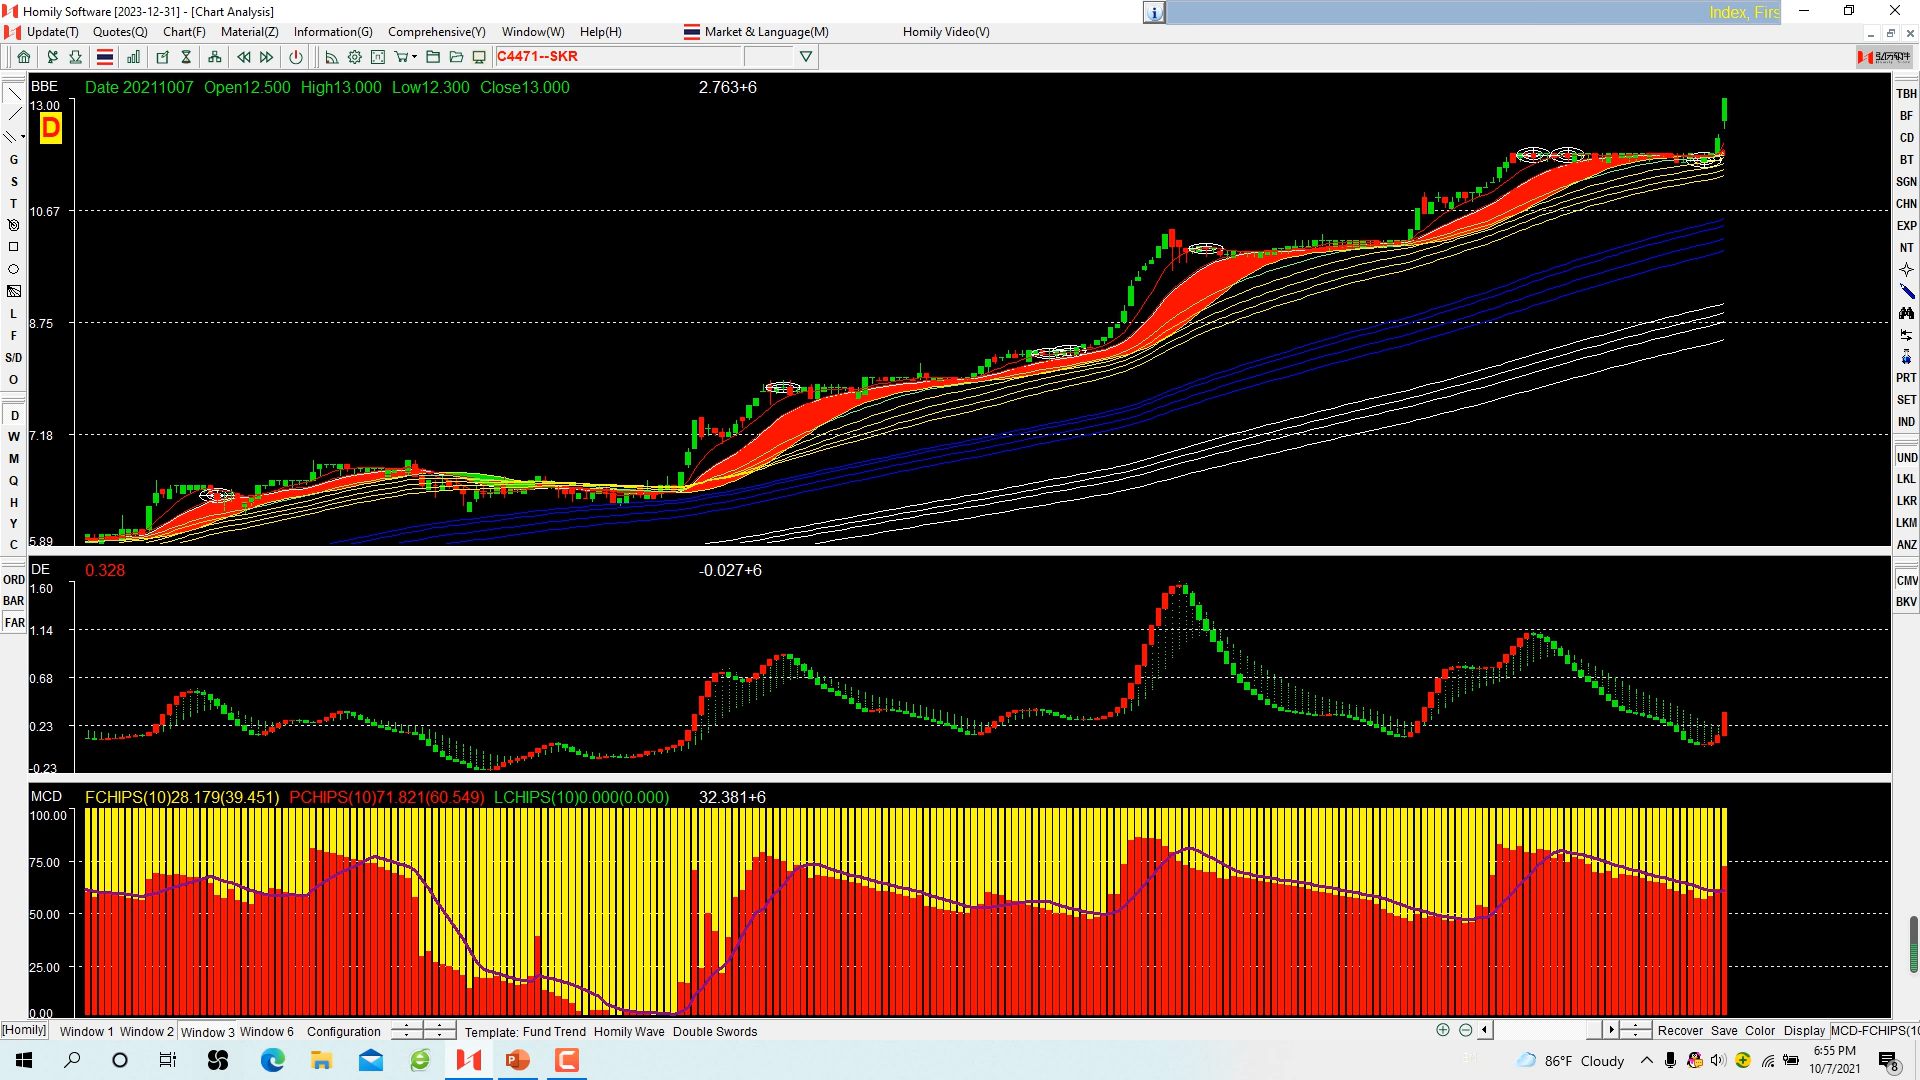 Homily Software [2023-12-31] - [Chart Analysis]
Index, Firs
Update(T) Quotes(Q) Chart(F) Material(Z) Information(G) Comprehensive(Y) Window(W) Help(H) Market & Language(M) Homily Video(V)
C4471--SKR
BBE Date 20211007 Open12.500 High13.000 Low12.300 Close13.000 2.763+6
13.00
D
10.67
8.75
7.18
5.89
DE 0.328 -0.027+6
1.60
1.14
0.68
0.23
-0.23
MCD FCHIPS(10)28.179(39.451) PCHIPS(10)71.821(60.549) LCHIPS(10)0.000(0.000) 32.381+6
100.00
75.00
50.00
25.00
0.00
G
S
T
L
F
S/D
O
D
W
M
Q
H
Y
C
ORD
BAR
FAR
TBH
BF
CD
BT
SGN
CHN
EXP
NT
PRT
SET
IND
UND
LKL
LKR
LKM
ANZ
CMV
BKV
[Homily] Window 1 Window 2 Window 3 Window 6 Configuration Template: Fund Trend Homily Wave Double Swords Recover Save Color Display MCD-FCHIPS(10
86°F Cloudy
6:55 PM
10/7/2021
8